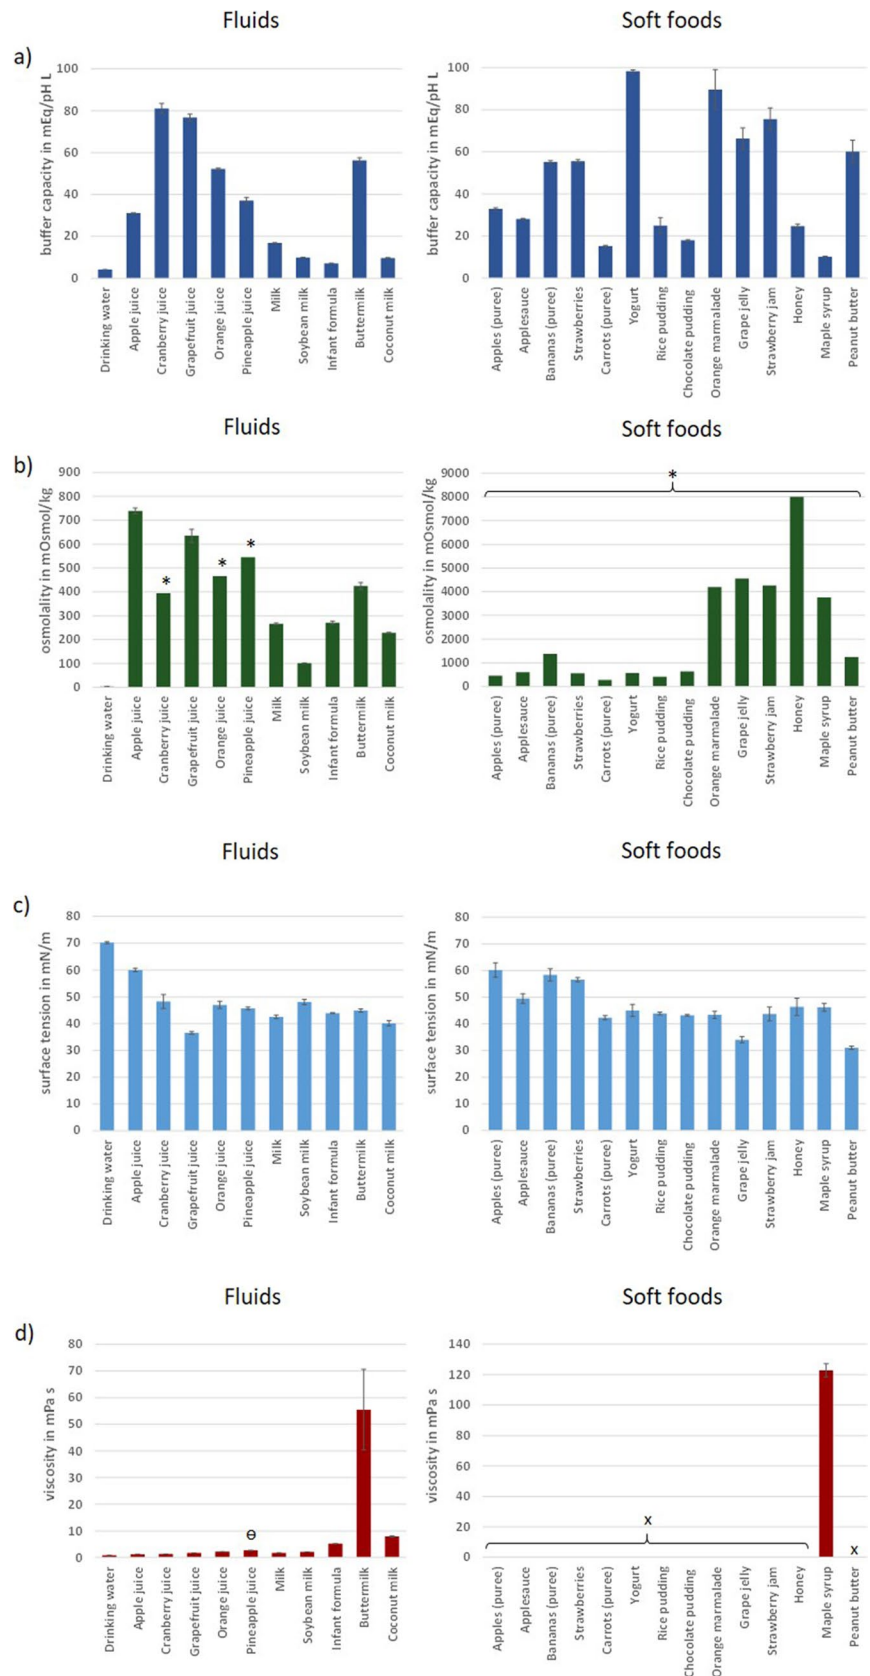 Fluids
Soft foods
a)
buffer capacity in mEq/pH L
100
80
60
40
20
0
Drinking water
Apple juice
Cranberry juice
Grapefruit juice
Orange juice
Pineapple juice
Milk
Soybean milk
Infant formula
Buttermilk
Coconut milk
buffer capacity in mEq/pH L
100
80
60
40
20
0
Apples (puree)
Applesauce
Bananas (puree)
Strawberries
Carrots (puree)
Yogurt
Rice pudding
Chocolate pudding
Orange marmalade
Grape jelly
Strawberry jam
Honey
Maple syrup
Peanut butter
Fluids
Soft foods
b)
osmolality in mOsmol/kg
900
800
700
600
500
400
300
200
100
0
*
*
*
Drinking water
Apple juice
Cranberry juice
Grapefruit juice
Orange juice
Pineapple juice
Milk
Soybean milk
Infant formula
Buttermilk
Coconut milk
osmolality in mOsmol/kg
9000
8000
7000
6000
5000
4000
3000
2000
1000
0
*
Apples (puree)
Applesauce
Bananas (puree)
Strawberries
Carrots (puree)
Yogurt
Rice pudding
Chocolate pudding
Orange marmalade
Grape jelly
Strawberry jam
Honey
Maple syrup
Peanut butter
Fluids
Soft foods
c)
surface tension in mN/m
80
70
60
50
40
30
20
10
0
Drinking water
Apple juice
Cranberry juice
Grapefruit juice
Orange juice
Pineapple juice
Milk
Soybean milk
Infant formula
Buttermilk
Coconut milk
surface tension in mN/m
80
70
60
50
40
30
20
10
0
Apples (puree)
Applesauce
Bananas (puree)
Strawberries
Carrots (puree)
Yogurt
Rice pudding
Chocolate pudding
Orange marmalade
Grape jelly
Strawberry jam
Honey
Maple syrup
Peanut butter
Fluids
Soft foods
d)
viscosity in mPa s
80
70
60
50
40
30
20
10
0
ɵ
Drinking water
Apple juice
Cranberry juice
Grapefruit juice
Orange juice
Pineapple juice
Milk
Soybean milk
Infant formula
Buttermilk
Coconut milk
viscosity in mPa s
140
120
100
80
60
40
20
0
x
x
Apples (puree)
Applesauce
Bananas (puree)
Strawberries
Carrots (puree)
Yogurt
Rice pudding
Chocolate pudding
Orange marmalade
Grape jelly
Strawberry jam
Honey
Maple syrup
Peanut butter